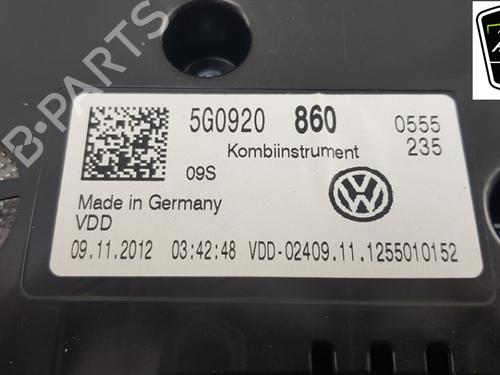 B-PARTS
5G0920 860 0555
Kombiinstrument 235
09S
Made in Germany
VDD
09.11.2012 03:42:48 VDD-02409.11.1255010152